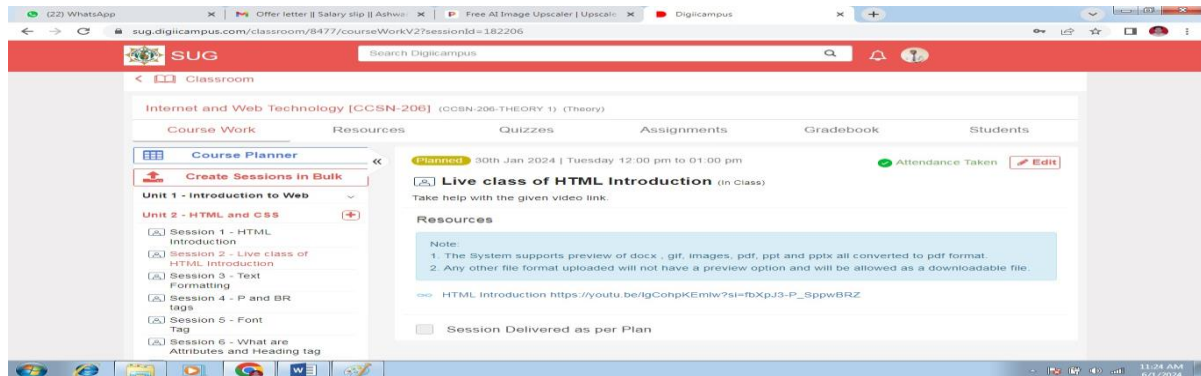 (22) WhatsApp
Offer letter || Salary slip || Ashwa
Free AI Image Upscaler | Upscale
Digiicampus
sug.digiicampus.com/classroom/8477/courseWorkV2?sessionId=182206
SUG
Search Digiicampus
Classroom
Internet and Web Technology [CCSN-206] (CCSN-206-THEORY 1) (Theory)
Course Work
Resources
Quizzes
Assignments
Gradebook
Students
Course Planner
Create Sessions in Bulk
Unit 1 - Introduction to Web
Unit 2 - HTML and CSS
Session 1 - HTML
Introduction
Session 2 - Live class of
HTML Introduction
Session 3 - Text
Formatting
Session 4 - P and BR
tags
Session 5 - Font
Tag
Session 6 - What are
Attributes and Heading tag
Planned 30th Jan 2024 | Tuesday 12:00 pm to 01:00 pm
Attendance Taken
Edit
Live class of HTML Introduction (In Class)
Take help with the given video link.
Resources
Note:
1. The System supports preview of docx , gif, images, pdf, ppt and pptx all converted to pdf format.
2. Any other file format uploaded will not have a preview option and will be allowed as a downloadable file.
HTML Introduction https://youtu.be/IgCohpKEmlw?si=fbXpJ3-P_SppwBRZ
Session Delivered as per Plan
11:24 AM
6/1/2024